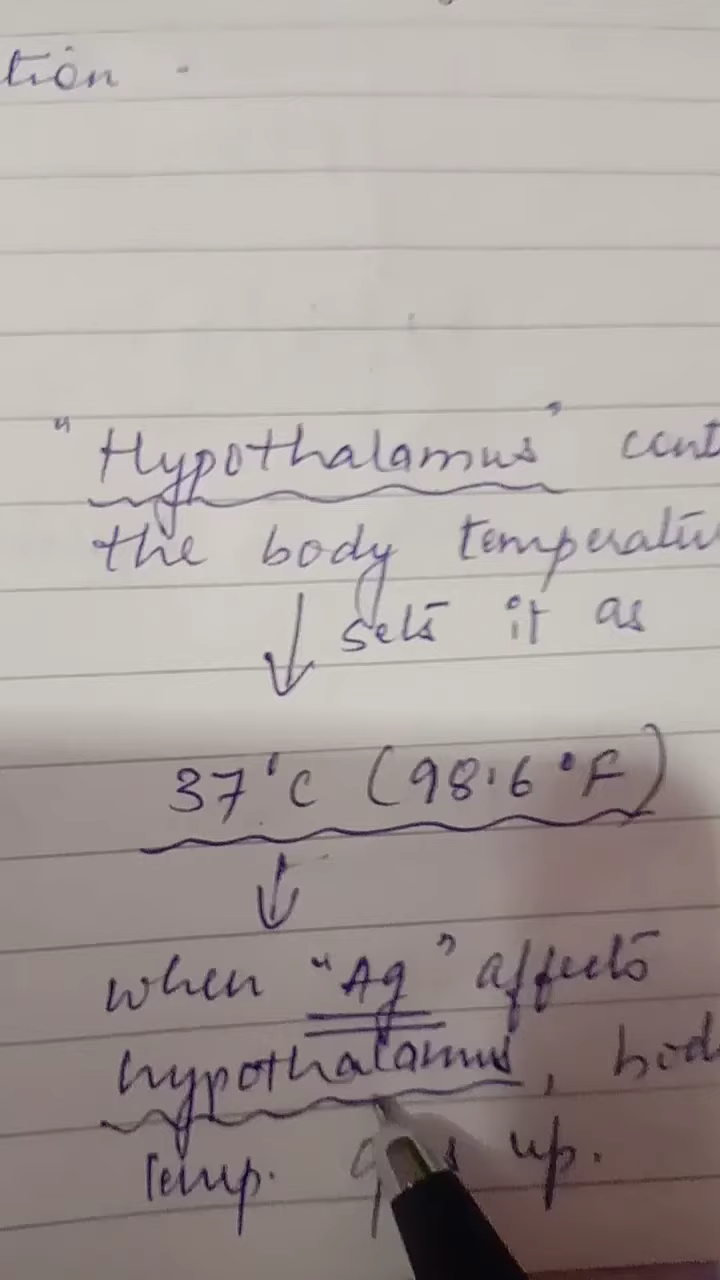 tion -
"Hypothalamus" cont
the body temperatu
↓ sets it as
37°C (98.6°F)
↓
when "Ag" affects
hypothalamus, bod
Temp. up.